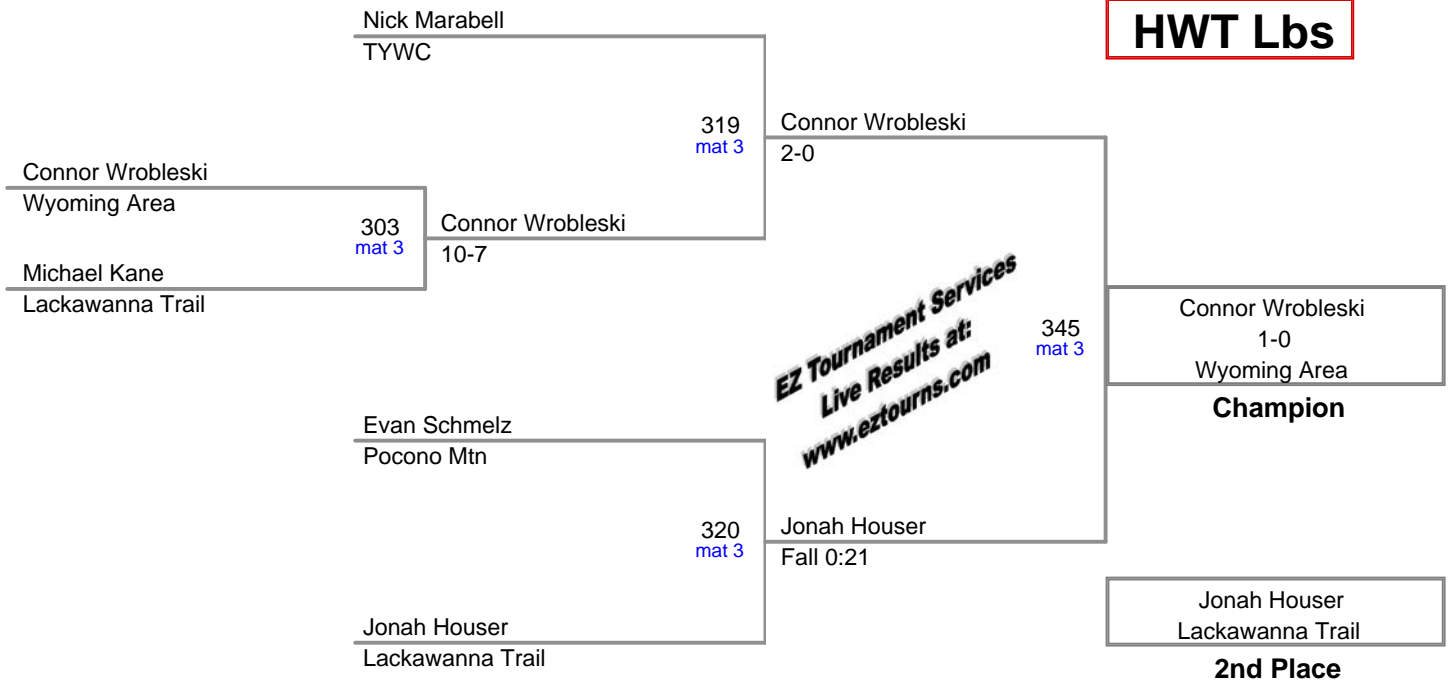 Nick Marabell
TYWC
HWT Lbs
319
mat 3
Connor Wrobleski
2-0
Connor Wrobleski
Wyoming Area
303
mat 3
Connor Wrobleski
10-7
Michael Kane
Lackawanna Trail
EZ Tournament Services
Live Results at:
www.eztourns.com
345
mat 3
Connor Wrobleski
1-0
Wyoming Area
Champion
Evan Schmelz
Pocono Mtn
320
mat 3
Jonah Houser
Fall 0:21
Jonah Houser
Lackawanna Trail
Jonah Houser
Lackawanna Trail
2nd Place